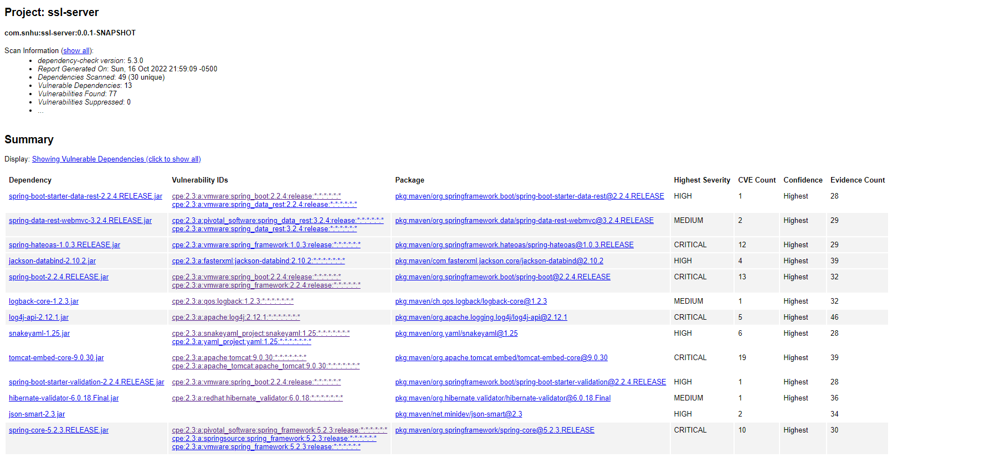 Project: ssl-server
com.snhu:ssl-server:0.0.1-SNAPSHOT
Scan Information (show all):
dependency-check version: 5.3.0
Report Generated On: Sun, 16 Oct 2022 21:59:09 -0500
Dependencies Scanned: 49 (30 unique)
Vulnerable Dependencies: 13
Vulnerabilities Found: 77
Vulnerabilities Suppressed: 0
...
Summary
Display: Showing Vulnerable Dependencies (click to show all)
Dependency Vulnerability IDs Package Highest Severity CVE Count Confidence Evidence Count
spring-boot-starter-data-rest-2.2.4.RELEASE.jar cpe:2.3:a:vmware:spring_boot:2.2.4:release:*:*:*:*:*:* pkg:maven/org.springframework.boot/spring-boot-starter-data-rest@2.2.4.RELEASE HIGH 1 Highest 28
cpe:2.3:a:vmware:spring_data_rest:2.2.4:release:*:*:*:*:*:*
spring-data-rest-webmvc-3.2.4.RELEASE.jar cpe:2.3:a:pivotal_software:spring_data_rest:3.2.4:release:*:*:*:*:*:* pkg:maven/org.springframework.data/spring-data-rest-webmvc@3.2.4.RELEASE MEDIUM 2 Highest 29
cpe:2.3:a:vmware:spring_data_rest:3.2.4:release:*:*:*:*:*:*
spring-hateoas-1.0.3.RELEASE.jar cpe:2.3:a:vmware:spring_framework:1.0.3:release:*:*:*:*:*:* pkg:maven/org.springframework.hateoas/spring-hateoas@1.0.3.RELEASE CRITICAL 12 Highest 29
jackson-databind-2.10.2.jar cpe:2.3:a:fasterxml:jackson-databind:2.10.2:*:*:*:*:*:*:* pkg:maven/com.fasterxml.jackson.core/jackson-databind@2.10.2 HIGH 4 Highest 39
spring-boot-2.2.4.RELEASE.jar cpe:2.3:a:vmware:spring_boot:2.2.4:release:*:*:*:*:*:* pkg:maven/org.springframework.boot/spring-boot@2.2.4.RELEASE CRITICAL 13 Highest 32
cpe:2.3:a:vmware:spring_framework:2.2.4:release:*:*:*:*:*:*
logback-core-1.2.3.jar cpe:2.3:a:qos:logback:1.2.3:*:*:*:*:*:*:* pkg:maven/ch.qos.logback/logback-core@1.2.3 MEDIUM 1 Highest 32
log4j-api-2.12.1.jar cpe:2.3:a:apache:log4j:2.12.1:*:*:*:*:*:*:* pkg:maven/org.apache.logging.log4j/log4j-api@2.12.1 CRITICAL 5 Highest 46
snakeyaml-1.25.jar cpe:2.3:a:snakeyaml_project:snakeyaml:1.25:*:*:*:*:*:*:* pkg:maven/org.yaml/snakeyaml@1.25 HIGH 6 Highest 28
cpe:2.3:a:yaml_project:yaml:1.25:*:*:*:*:*:*:*
tomcat-embed-core-9.0.30.jar cpe:2.3:a:apache:tomcat:9.0.30:*:*:*:*:*:*:* pkg:maven/org.apache.tomcat.embed/tomcat-embed-core@9.0.30 CRITICAL 19 Highest 39
cpe:2.3:a:apache_tomcat:apache_tomcat:9.0.30:*:*:*:*:*:*:*
spring-boot-starter-validation-2.2.4.RELEASE.jar cpe:2.3:a:vmware:spring_boot:2.2.4:release:*:*:*:*:*:* pkg:maven/org.springframework.boot/spring-boot-starter-validation@2.2.4.RELEASE HIGH 1 Highest 28
hibernate-validator-6.0.18.Final.jar cpe:2.3:a:redhat:hibernate_validator:6.0.18:*:*:*:*:*:*:* pkg:maven/org.hibernate.validator/hibernate-validator@6.0.18.Final MEDIUM 1 Highest 36
json-smart-2.3.jar pkg:maven/net.minidev/json-smart@2.3 HIGH 2 34
spring-core-5.2.3.RELEASE.jar cpe:2.3:a:pivotal_software:spring_framework:5.2.3:release:*:*:*:*:*:* pkg:maven/org.springframework/spring-core@5.2.3.RELEASE CRITICAL 10 Highest 30
cpe:2.3:a:springsource:spring_framework:5.2.3:release:*:*:*:*:*:*
cpe:2.3:a:vmware:spring_framework:5.2.3:release:*:*:*:*:*:*